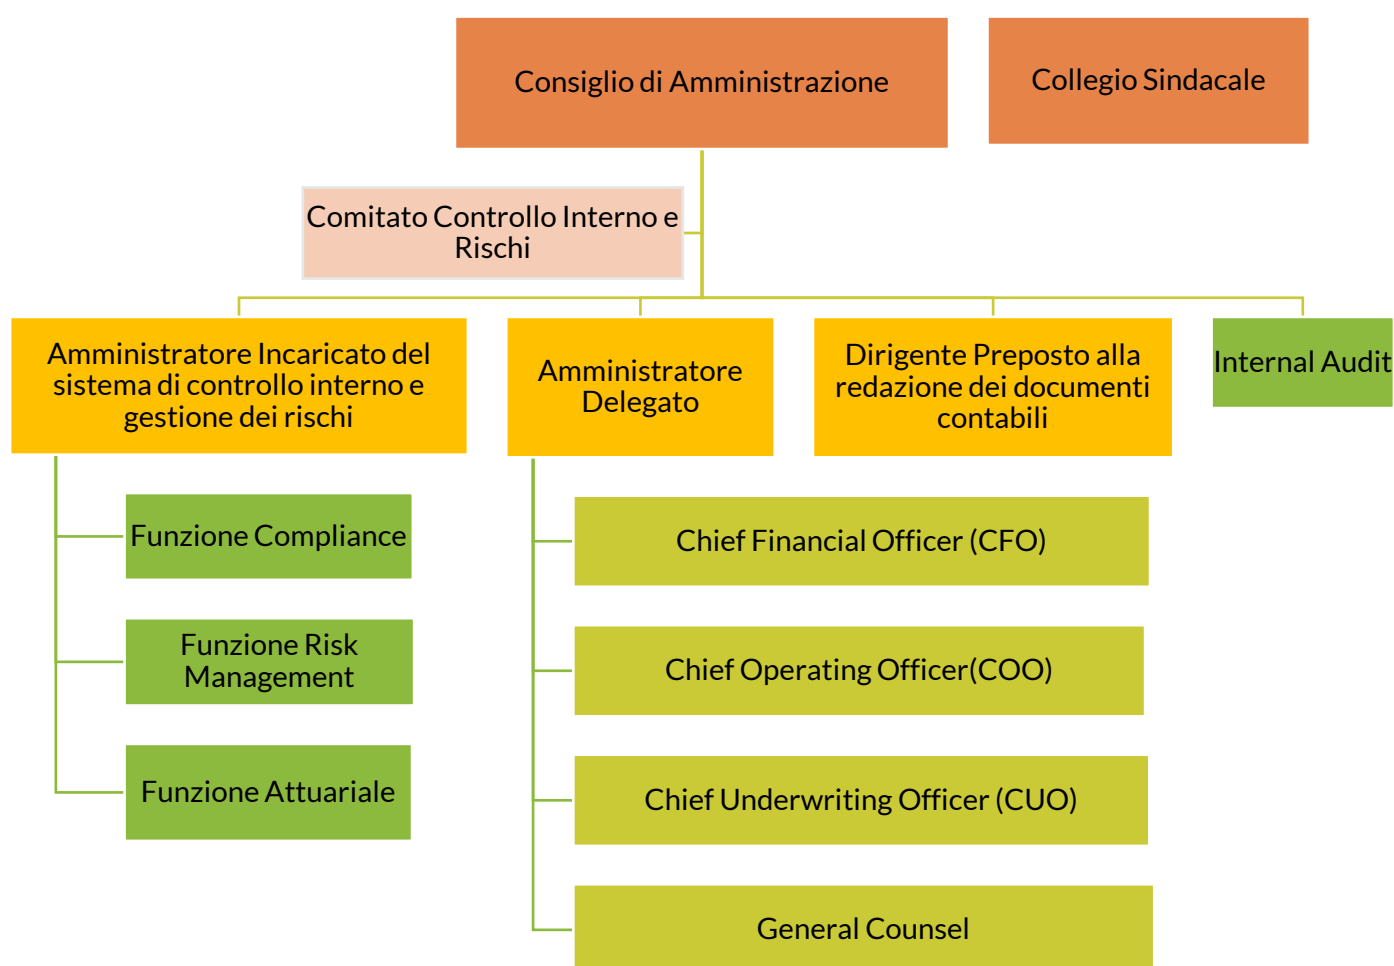 Consiglio di Amministrazione
Collegio Sindacale
Comitato Controllo Interno e
Rischi
Amministratore Incaricato del
sistema di controllo interno e
gestione dei rischi
Amministratore
Delegato
Dirigente Preposto alla
redazione dei documenti
contabili
Internal Audit
Funzione Compliance
Funzione Risk
Management
Funzione Attuariale
Chief Financial Officer (CFO)
Chief Operating Officer(COO)
Chief Underwriting Officer (CUO)
General Counsel